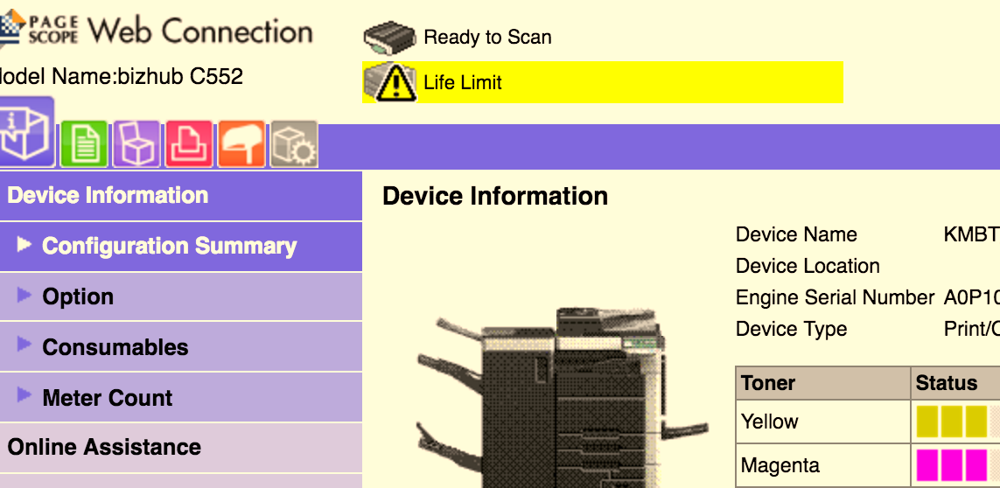 PAGE
SCOPE Web Connection
Ready to Scan
odel Name:bizhub C552
Life Limit
Device Information
Configuration Summary
Option
Consumables
Meter Count
Online Assistance
Device Information
Device Name KMBT
Device Location
Engine Serial Number A0P10
Device Type Print/C
Toner Status
Yellow
Magenta